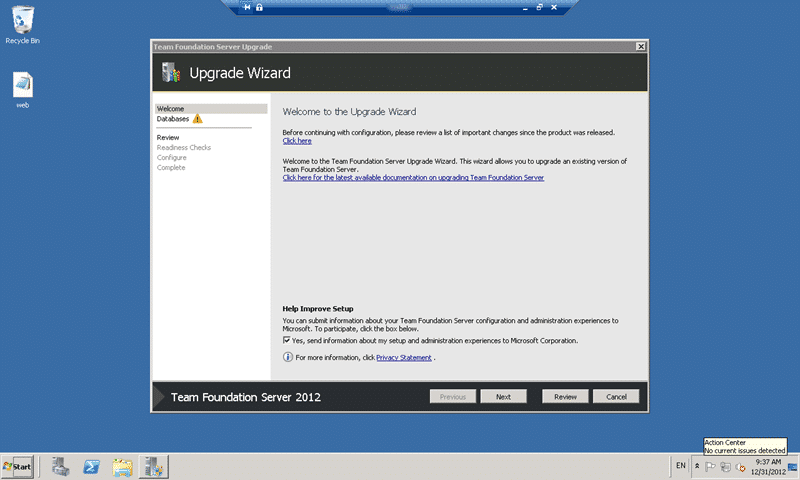 Recycle Bin
web
Team Foundation Server Upgrade
Upgrade Wizard
Welcome
Databases
Review
Readiness Checks
Configure
Complete
Welcome to the Upgrade Wizard
Before continuing with configuration, please review a list of important changes since the product was released.
Click here
Welcome to the Team Foundation Server Upgrade Wizard. This wizard allows you to upgrade an existing version of
Team Foundation Server.
Click here for the latest available documentation on upgrading Team Foundation Server
Help Improve Setup
You can submit information about your Team Foundation Server configuration and administration experiences to
Microsoft. To participate, click the box below.
Yes, send information about my setup and administration experiences to Microsoft Corporation.
For more information, click Privacy Statement .
Team Foundation Server 2012
Previous
Next
Review
Cancel
Action Center
No current issues detected
Start
EN
9:37 AM
12/31/2012